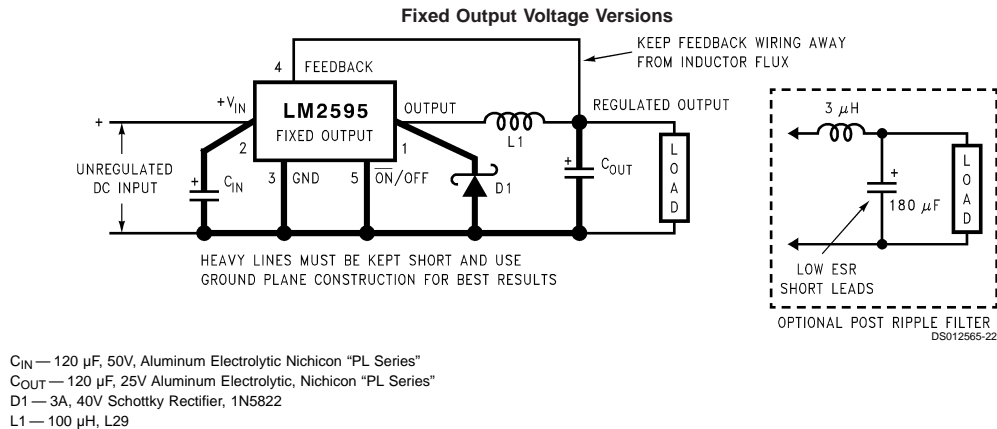 Fixed Output Voltage Versions
KEEP FEEDBACK WIRING AWAY
FROM INDUCTOR FLUX
4 FEEDBACK
+VIN
LM2595
FIXED OUTPUT
OUTPUT
REGULATED OUTPUT
+
2
1
L1
UNREGULATED
DC INPUT
+
CIN
3 GND
5 ON/OFF
D1
+
COUT
LOAD
HEAVY LINES MUST BE KEPT SHORT AND USE
GROUND PLANE CONSTRUCTION FOR BEST RESULTS
3 μH
+
180 μF
LOAD
LOW ESR
SHORT LEADS
OPTIONAL POST RIPPLE FILTER
DS012565-22
CIN — 120 μF, 50V, Aluminum Electrolytic Nichicon “PL Series”
COUT — 120 μF, 25V Aluminum Electrolytic, Nichicon “PL Series”
D1 — 3A, 40V Schottky Rectifier, 1N5822
L1 — 100 μH, L29